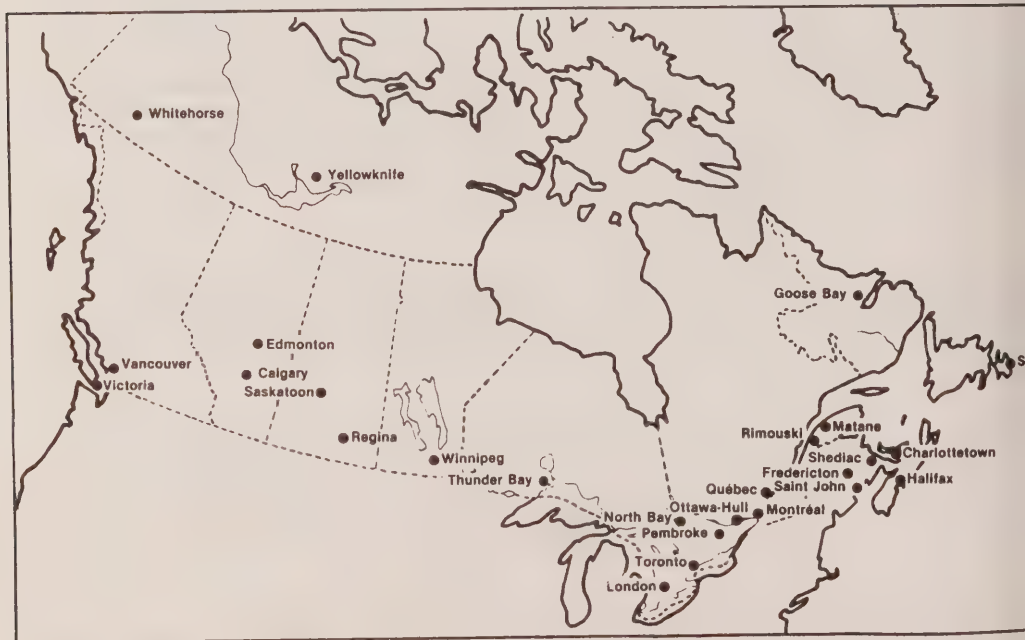 Whitehorse
Yellowknife
Goose Bay
Edmonton
Vancouver
Calgary
Victoria
Saskatoon
S
Matane
Regina
Rimouski
Charlottetown
Shediac
Winnipeg
Fredericton
Thunder Bay
Halifax
Saint John
Québec
Ottawa-Hull
Montréal
North Bay
Pembroke
Toronto
London